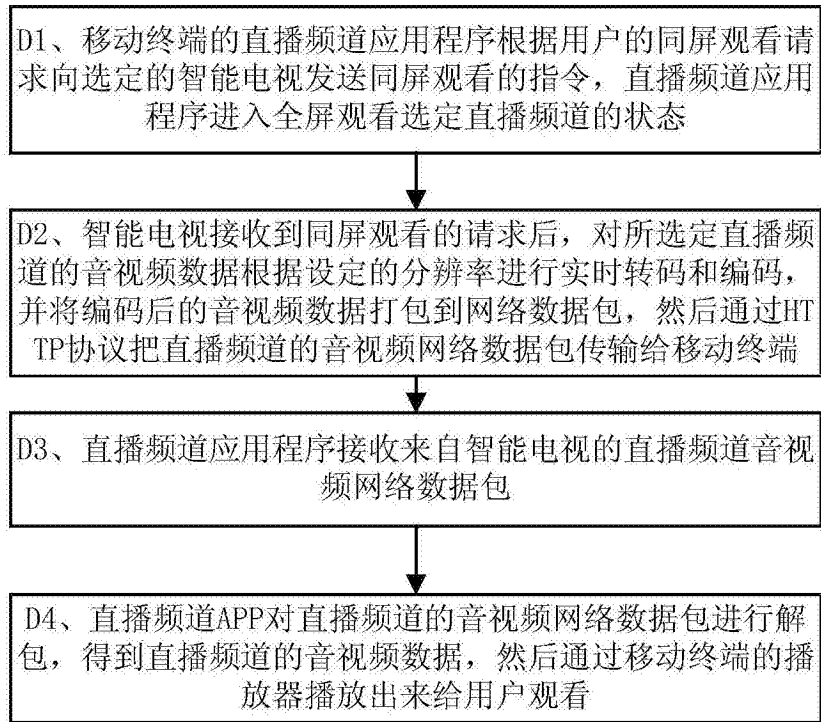 D1、移动终端的直播频道应用程序根据用户的同屏观看请
求向选定的智能电视发送同屏观看的指令，直播频道应用
程序进入全屏观看选定直播频道的状态
D2、智能电视接收到同屏观看的请求后，对所选定直播频
道的音视频数据根据设定的分辨率进行实时转码和编码，
并将编码后的音视频数据打包到网络数据包，然后通过HT
TP协议把直播频道的音视频网络数据包传输给移动终端
D3、直播频道应用程序接收来自智能电视的直播频道音视
频网络数据包
D4、直播频道APP对直播频道的音视频网络数据包进行解
包，得到直播频道的音视频数据，然后通过移动终端的播
放器播放出来给用户观看